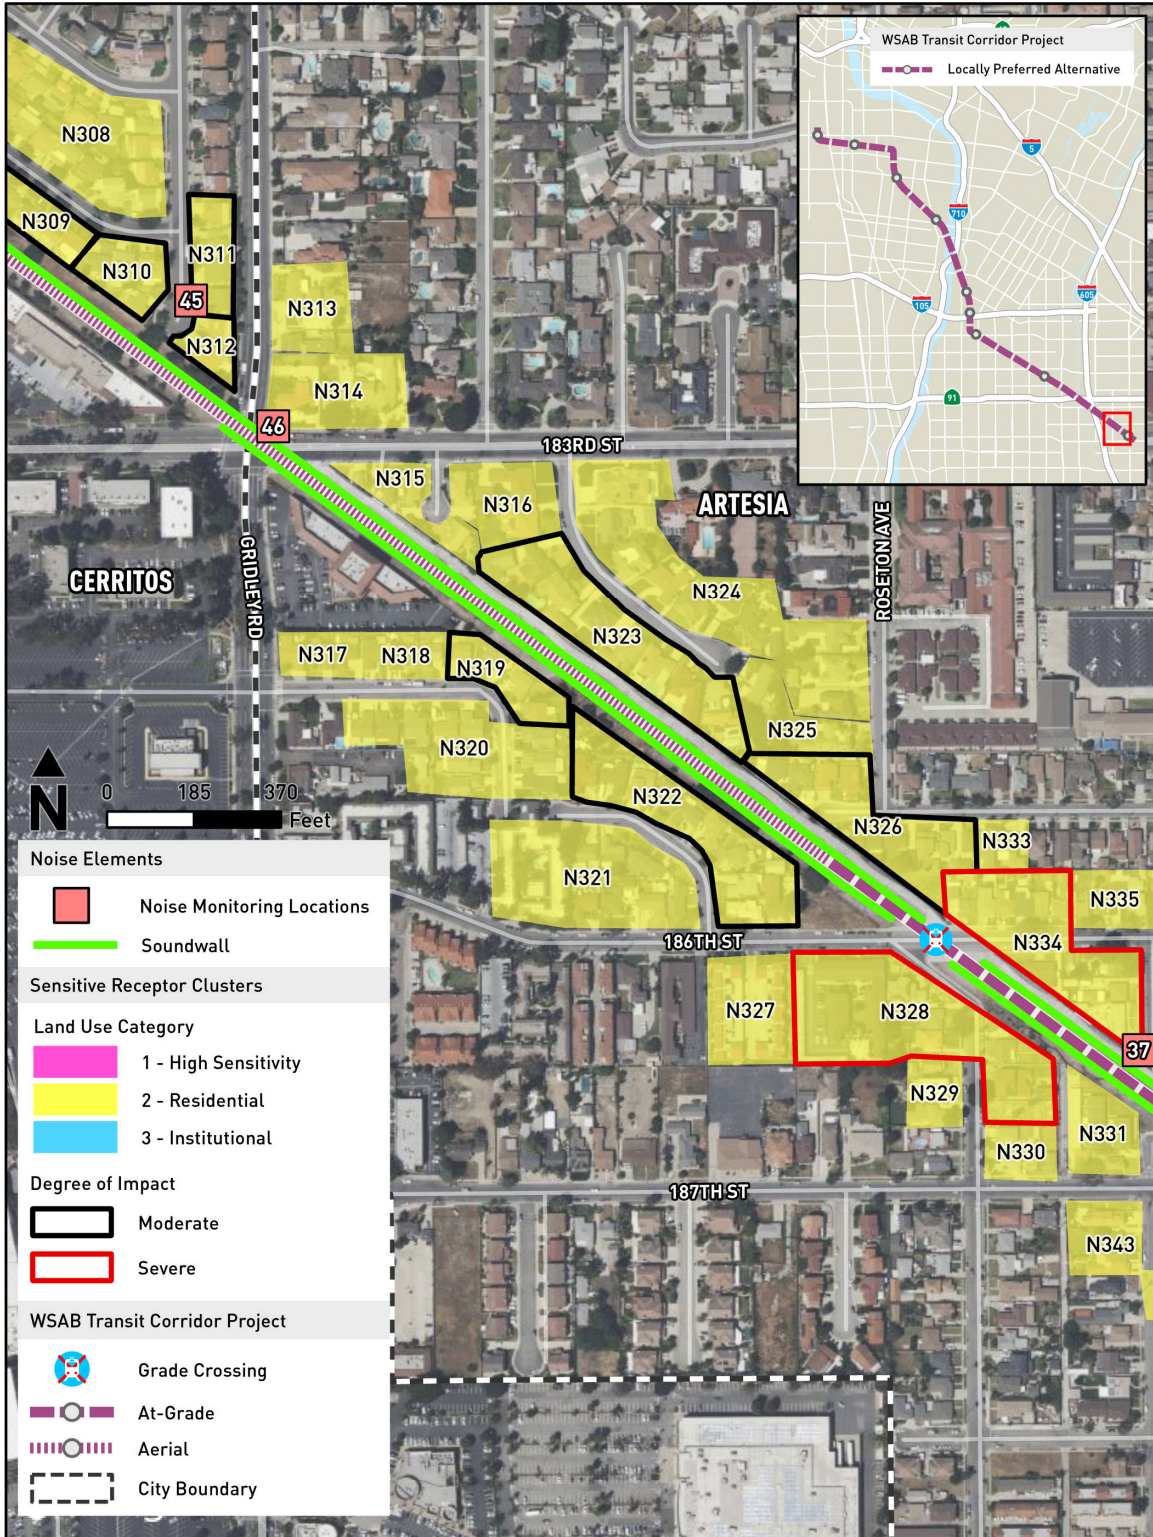 WSAB Transit Corridor Project
Locally Preferred Alternative
5
710
105
605
91
N308
N309
N310
N311
45
N312
N313
N314
46
183RD ST
N315
N316
ARTESIA
ROSETON AVE
CERRITOS
GRIDLEY RD
N317
N318
N319
N323
N324
N325
N320
N322
N326
N333
N321
N335
N334
186TH ST
N327
N328
37
N329
N330
N331
187TH ST
N343
N
0 185 370
Feet
Noise Elements
Noise Monitoring Locations
Soundwall
Sensitive Receptor Clusters
Land Use Category
1 - High Sensitivity
2 - Residential
3 - Institutional
Degree of Impact
Moderate
Severe
WSAB Transit Corridor Project
Grade Crossing
At-Grade
Aerial
City Boundary